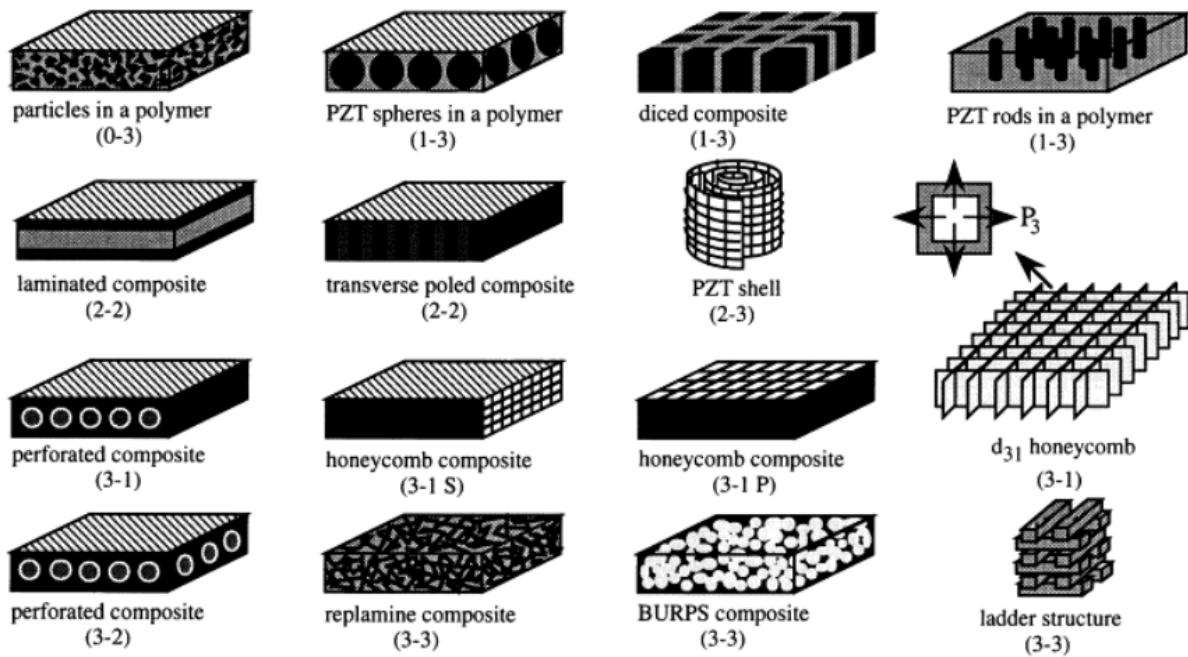 particles in a polymer
(0-3)
PZT spheres in a polymer
(1-3)
diced composite
(1-3)
PZT rods in a polymer
(1-3)
P3
laminated composite
(2-2)
transverse poled composite
(2-2)
PZT shell
(2-3)
perforated composite
(3-1)
honeycomb composite
(3-1 S)
honeycomb composite
(3-1 P)
d31 honeycomb
(3-1)
perforated composite
(3-2)
replamine composite
(3-3)
BURPS composite
(3-3)
ladder structure
(3-3)